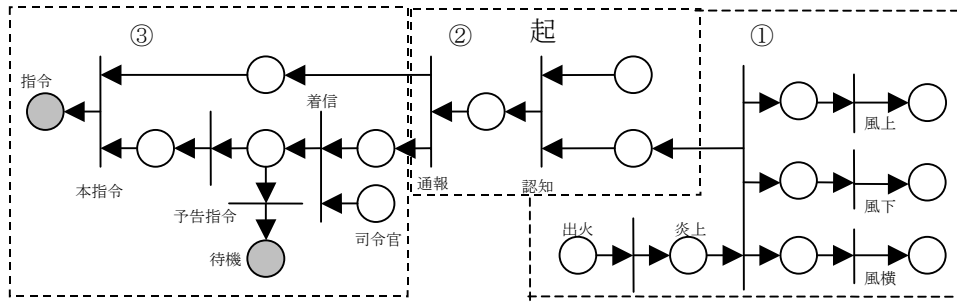 ③
②
起
①
指令
着信
風上
本指令
通報
認知
風下
予告指令
司令官
出火
炎上
待機
風横